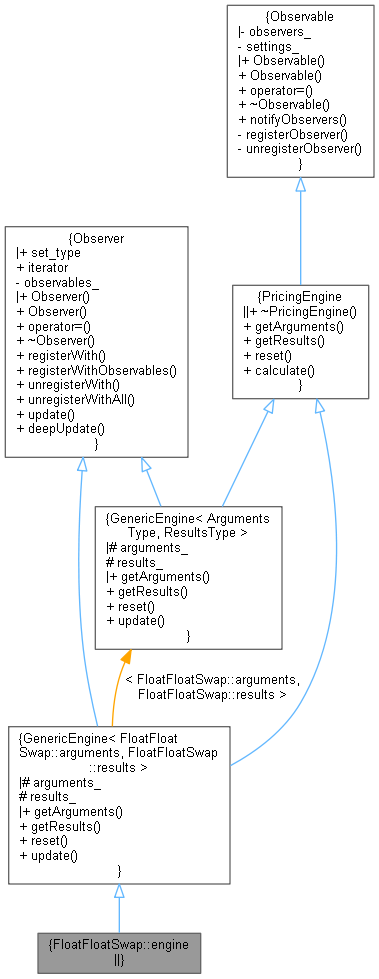 {Observable
|- observers_
- settings_
|+ Observable()
+ Observable()
+ operator=()
+ ~Observable()
+ notifyObservers()
- registerObserver()
- unregisterObserver()
}
{Observer
|+ set_type
+ iterator
- observables_
|+ Observer()
+ Observer()
+ operator=()
+ ~Observer()
+ registerWith()
+ registerWithObservables()
+ unregisterWith()
+ unregisterWithAll()
+ update()
+ deepUpdate()
}
{PricingEngine
||+ ~PricingEngine()
+ getArguments()
+ getResults()
+ reset()
+ calculate()
}
{GenericEngine< Arguments
Type, ResultsType >
|# arguments_
# results_
|+ getArguments()
+ getResults()
+ reset()
+ update()
}
< FloatFloatSwap::arguments,
FloatFloatSwap::results >
{GenericEngine< FloatFloat
Swap::arguments, FloatFloatSwap
::results >
|# arguments_
# results_
|+ getArguments()
+ getResults()
+ reset()
+ update()
}
{FloatFloatSwap::engine
||}